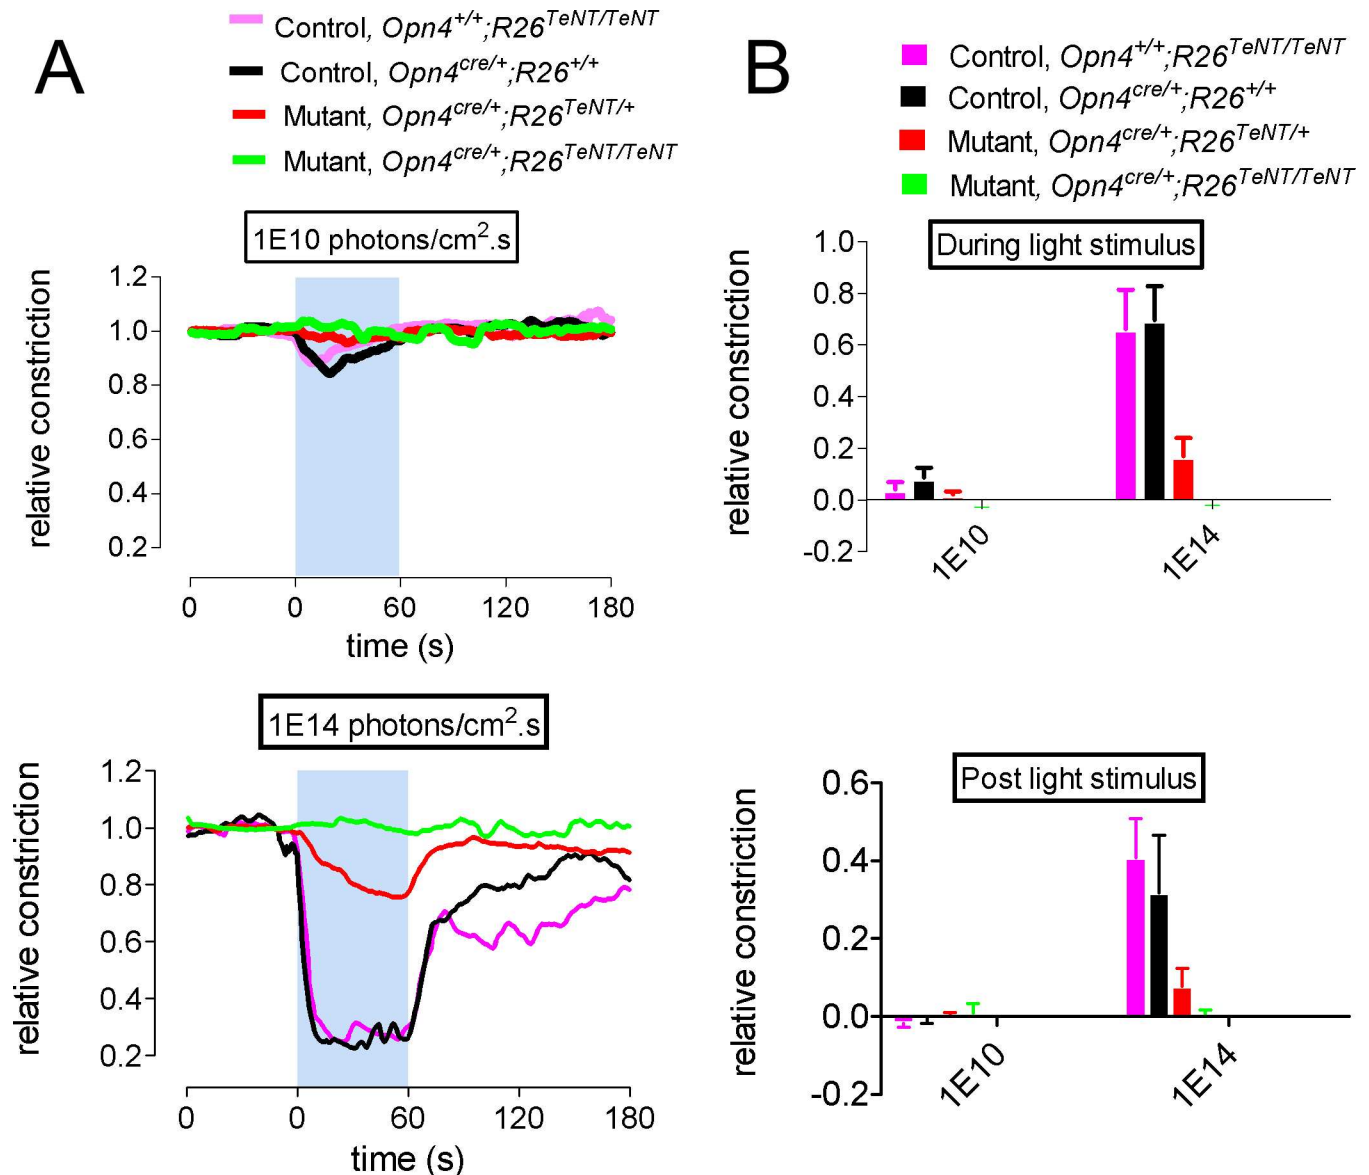 A
Control, Opn4+/+;R26TeNT/TeNT
Control, Opn4cre/+;R26+/+
Mutant, Opn4cre/+;R26TeNT/+
Mutant, Opn4cre/+;R26TeNT/TeNT
1E10 photons/cm2.s
relative constriction
1.2
1.0
0.8
0.6
0.4
0.2
0 0 60 120 180
time (s)
1E14 photons/cm2.s
relative constriction
1.2
1.0
0.8
0.6
0.4
0.2
0 0 60 120 180
time (s)
B
Control, Opn4+/+;R26TeNT/TeNT
Control, Opn4cre/+;R26+/+
Mutant, Opn4cre/+;R26TeNT/+
Mutant, Opn4cre/+;R26TeNT/TeNT
During light stimulus
relative constriction
1.0
0.8
0.6
0.4
0.2
0.0
-0.2
1E10 1E14
Post light stimulus
relative constriction
0.6
0.4
0.2
0.0
-0.2
1E10 1E14